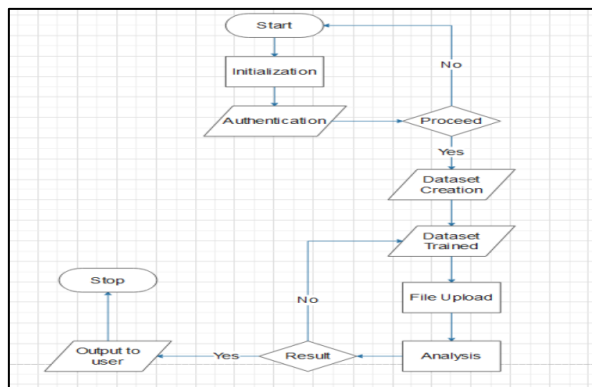 Start
No
Initialization
Authentication
Proceed
Yes
Dataset
Creation
Dataset
Trained
Stop
No
File Upload
Output to
user
Yes
Result
Analysis